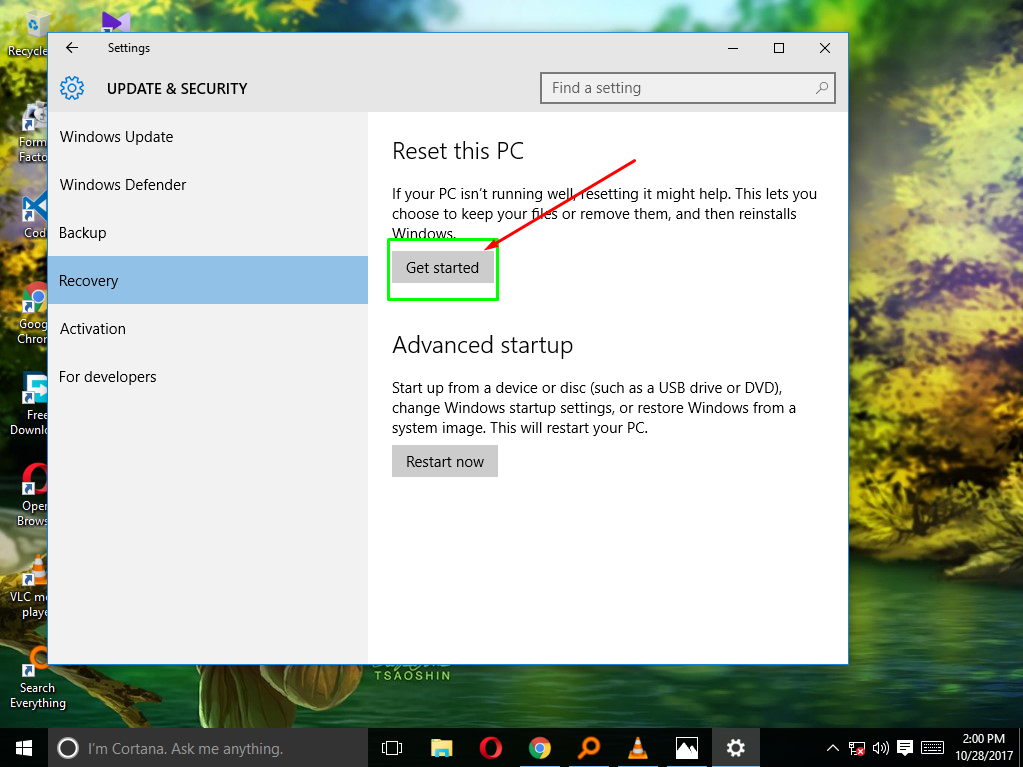 Recycle
Settings
UPDATE & SECURITY
Find a setting
Windows Update
Windows Defender
Backup
Recovery
Activation
For developers
Reset this PC
If your PC isn't running well, resetting it might help. This lets you
choose to keep your files or remove them, and then reinstalls
Windows.
Get started
Advanced startup
Start up from a device or disc (such as a USB drive or DVD),
change Windows startup settings, or restore Windows from a
system image. This will restart your PC.
Restart now
Form
Facto
Code
Goog
Chron
Free
Downlo
Oper
Brows
VLC me
playe
Search
Everything
TSAOSHIN
I'm Cortana. Ask me anything.
2:00 PM
10/28/2017